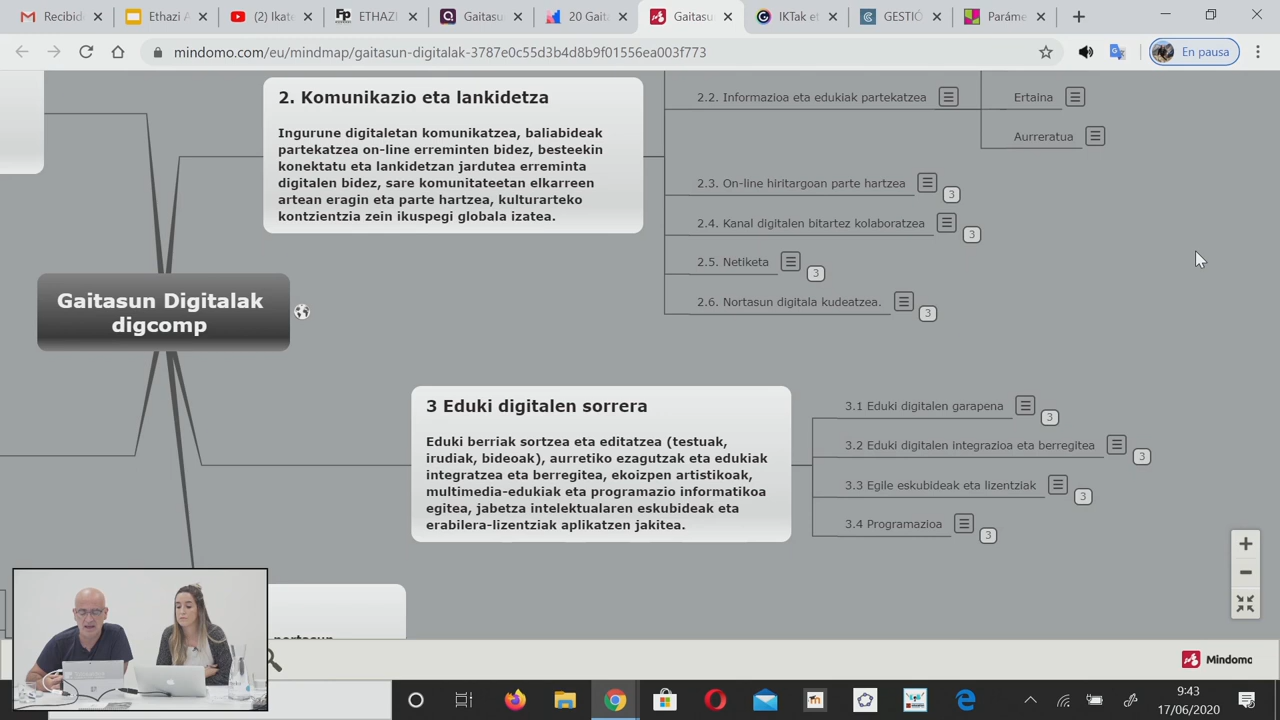 Recibid
Ethazi A
(2) Kate
ETHAZI
Gaitasu
20 Gait
Gaitasu
IKTak et
GESTIÓ
Paráme
mindomo.com/eu/mindmap/gaitasun-digitalak-3787e0c55d3b4d8b9f01556ea003f773
En pausa
2. Komunikazio eta lankidetza
Ingurune digitaletan komunikatzea, baliabideak
partekatzea on-line erreminten bidez, besteekin
konektatu eta lankidetzan jardutea erreminta
digitalen bidez, sare komunitateetan elkarreen
artean eragin eta parte hartzea, kulturarteko
kontzientzia zein ikuspegi globala izatea.
2.2. Informazioa eta edukiak partekatzea
Ertaina
Aurreratua
2.3. On-line hiritargoan parte hartzea
3
2.4. Kanal digitalen bitartez kolaboratzea
3
2.5. Netiketa
3
2.6. Nortasun digitala kudeatzea.
3
Gaitasun Digitalak
digcomp
3 Eduki digitalen sorrera
Eduki berriak sortzea eta editatzea (testuak,
irudiak, bideoak), aurretiko ezagutzak eta edukiak
integratzea eta berregitea, ekoizpen artistikoak,
multimedia-edukiak eta programazio informatikoa
egitea, jabetza intelektualaren eskubideak eta
erabilera-lizentziak aplikatzen jakitea.
3.1 Eduki digitalen garapena
3
3.2 Eduki digitalen integrazioa eta berregitea
3
3.3 Egile eskubideak eta lizentziak
3
3.4 Programazioa
3
Mindomo
9:43
17/06/2020